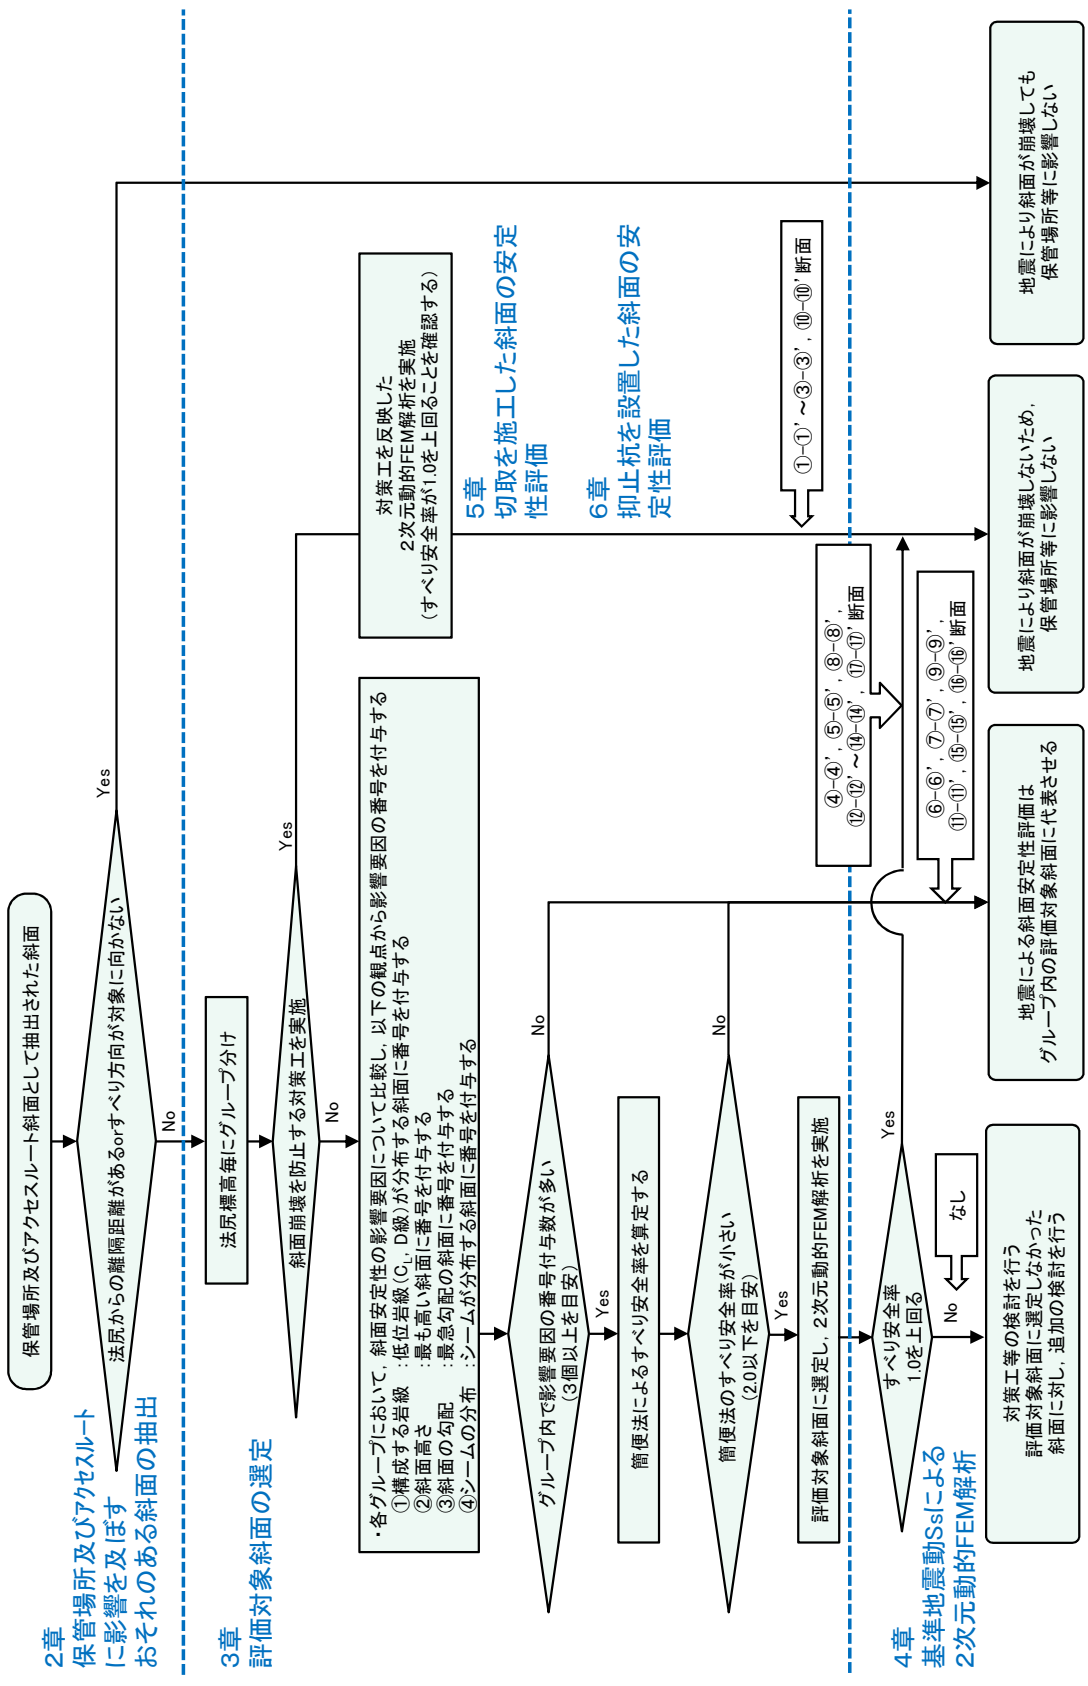 2章
保管場所及びアクセスルート
に影響を及ぼす
おそれのある斜面の抽出
保管場所及びアクセスルート斜面として抽出された斜面
法尻からの離隔距離があるorすべり方向が対象に向かない
Yes
No
3章
評価対象斜面の選定
法尻標高毎にグループ分け
斜面崩壊を防止する対策工を実施
Yes
No
・各グループにおいて，斜面安定性の影響要因について比較し，以下の観点から影響要因の番号を付与する
①構成する岩級　：低位岩級(CL，D級)が分布する斜面に番号を付与する
②斜面高さ　：最も高い斜面に番号を付与する
③斜面の勾配　：最急勾配の斜面に番号を付与する
④シームの分布　：シームが分布する斜面に番号を付与する
対策工を反映した
2次元動的FEM解析を実施
(すべり安全率が1.0を上回ることを確認する)
5章
切取を施工した斜面の安定
性評価
6章
抑止杭を設置した斜面の安
定性評価
グループ内で影響要因の番号付与数が多い
(3個以上を目安)
No
Yes
簡便法によるすべり安全率を算定する
簡便法のすべり安全率が小さい
(2.0以下を目安)
No
Yes
評価対象斜面に選定し，2次元動的FEM解析を実施
①-①’～③-③’，⑩-⑩’断面
④-④’，⑤-⑤’，⑧-⑧’，
⑫-⑫’～⑭-⑭’，⑰-⑰’断面
4章
基準地震動Ssによる
2次元動的FEM解析
すべり安全率
1.0を上回る
Yes
No
なし
⑥-⑥’，⑦-⑦’，⑨-⑨’，
⑪-⑪’，⑮-⑮’，⑯-⑯’断面
対策工等の検討を行う
評価対象斜面に選定しなかった
斜面に対し，追加の検討を行う
地震による斜面安定性評価は
グループ内の評価対象斜面に代表させる
地震により斜面が崩壊しないため，
保管場所等に影響しない
地震により斜面が崩壊しても
保管場所等に影響しない